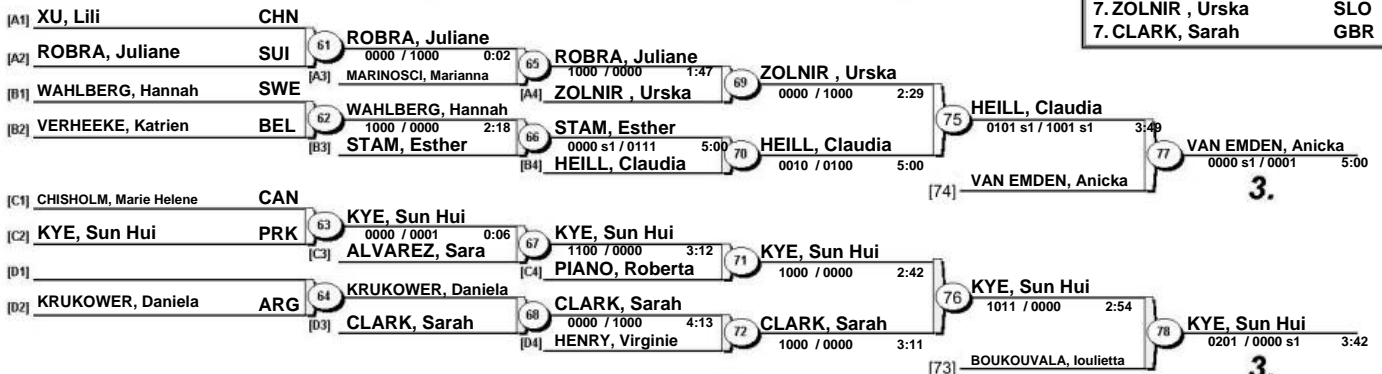 7. ZOLNIR , Urska SLO
7. CLARK, Sarah GBR
[A1] XU, Lili CHN
61 ROBRA, Juliane
0000 / 1000 0:02
[A2] ROBRA, Juliane SUI
[A3] MARINOSCI, Marianna
65 ROBRA, Juliane
1000 / 0000 1:47
[A4] ZOLNIR , Urska
69 ZOLNIR , Urska
0000 / 1000 2:29
[B1] WAHLBERG, Hannah SWE
62 WAHLBERG, Hannah
1000 / 0000 2:18
[B2] VERHEEKE, Katrien BEL
[B3] STAM, Esther
66 STAM, Esther
0000 s1 / 0111 5:00
[B4] HEILL, Claudia
70 HEILL, Claudia
0010 / 0100 5:00
75 HEILL, Claudia
0101 s1 / 1001 s1 3:49
[74] VAN EMDEN, Anicka
77 VAN EMDEN, Anicka
0000 s1 / 0001 5:00
3.
[C1] CHISHOLM, Marie Helene CAN
63 KYE, Sun Hui
0000 / 0001 0:06
[C2] KYE, Sun Hui PRK
[C3] ALVAREZ, Sara
67 KYE, Sun Hui
1100 / 0000 3:12
[C4] PIANO, Roberta
71 KYE, Sun Hui
1000 / 0000 2:42
[D1]
64 KRUKOWER, Daniela
[D2] KRUKOWER, Daniela ARG
[D3] CLARK, Sarah
68 CLARK, Sarah
0000 / 1000 4:13
[D4] HENRY, Virginie
72 CLARK, Sarah
1000 / 0000 3:11
76 KYE, Sun Hui
1011 / 0000 2:54
[73] BOUKOUVALA, Ioulietta
78 KYE, Sun Hui
0201 / 0000 s1 3:42
3.